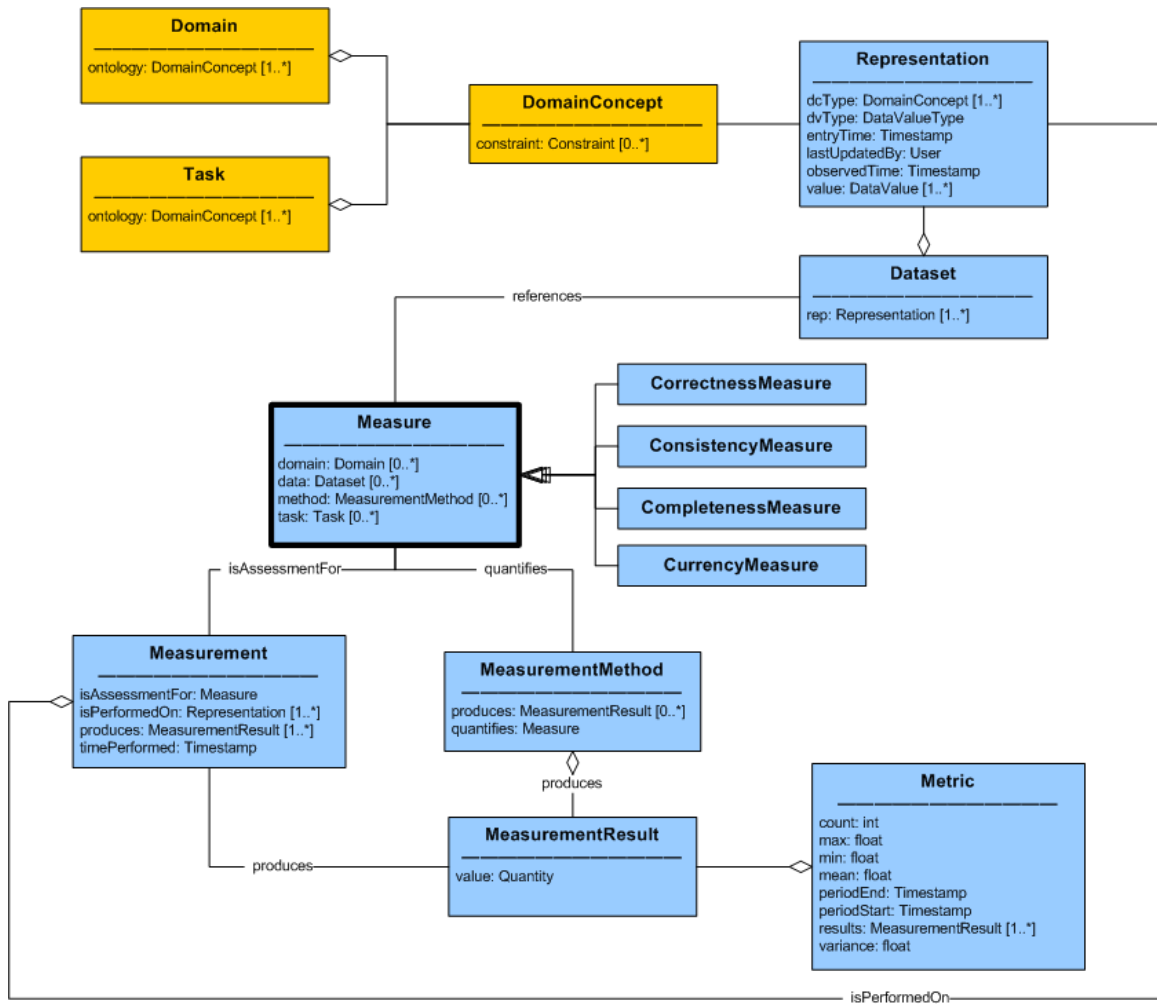 Domain
ontology: DomainConcept [1..*]
Task
ontology: DomainConcept [1..*]
DomainConcept
constraint: Constraint [0..*]
Representation
dcType: DomainConcept [1..*]
dvType: DataValueType
entryTime: Timestamp
lastUpdatedBy: User
observedTime: Timestamp
value: DataValue [1..*]
Dataset
rep: Representation [1..*]
references
Measure
domain: Domain [0..*]
data: Dataset [0..*]
method: MeasurementMethod [0..*]
task: Task [0..*]
CorrectnessMeasure
ConsistencyMeasure
CompletenessMeasure
CurrencyMeasure
isAssessmentFor
quantifies
Measurement
isAssessmentFor: Measure
isPerformedOn: Representation [1..*]
produces: MeasurementResult [1..*]
timePerformed: Timestamp
MeasurementMethod
produces: MeasurementResult [0..*]
quantifies: Measure
produces
MeasurementResult
value: Quantity
produces
Metric
count: int
max: float
min: float
mean: float
periodEnd: Timestamp
periodStart: Timestamp
results: MeasurementResult [1..*]
variance: float
isPerformedOn